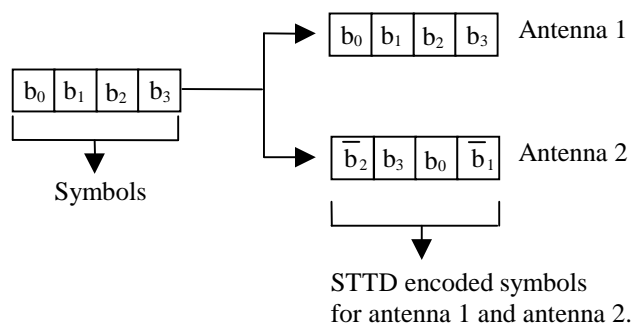 b₀ b₁ b₂ b₃ Antenna 1
b₀ b₁ b₂ b₃
b̅₂ b₃ b₀ b̅₁ Antenna 2
Symbols
STTD encoded symbols
for antenna 1 and antenna 2.